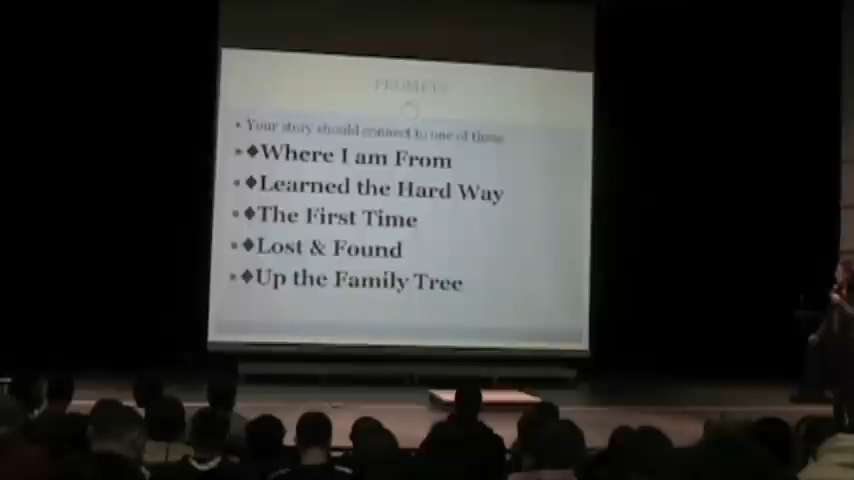 PROMPTS
• Your story should connect to one of these
• ◆Where I am From
• ◆Learned the Hard Way
• ◆The First Time
• ◆Lost & Found
• ◆Up the Family Tree